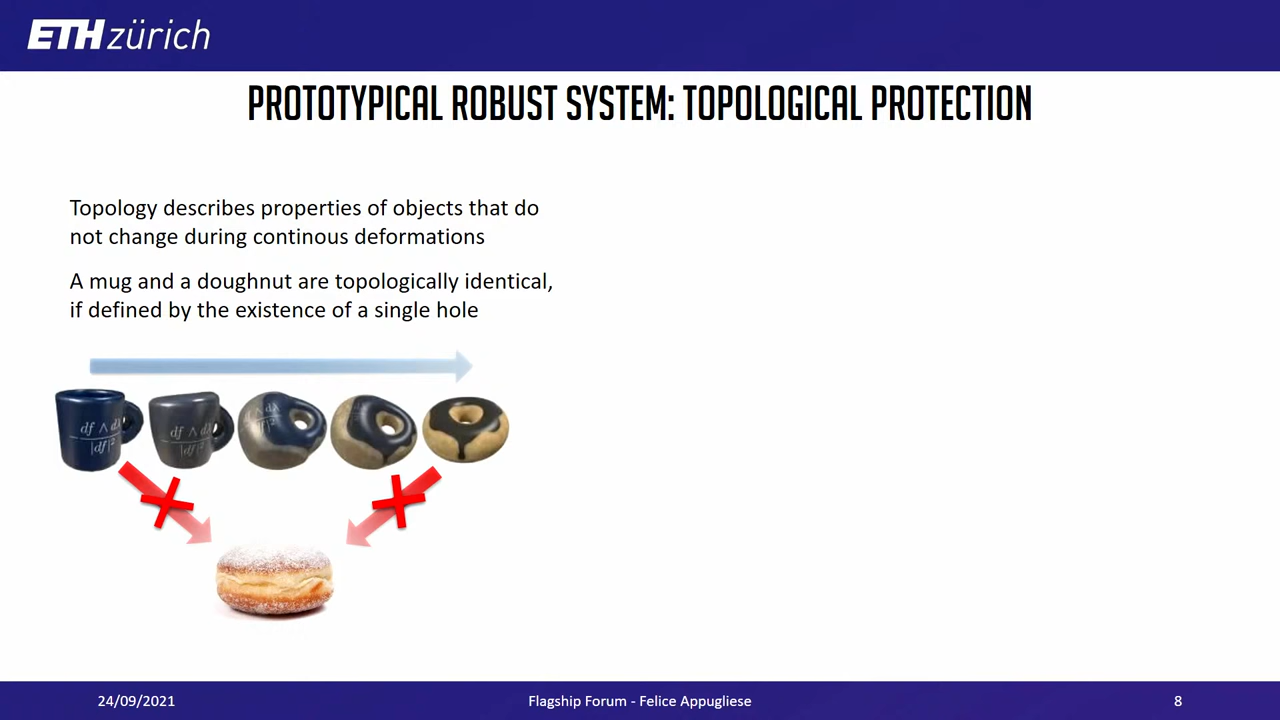 ETH zürich
PROTOTYPICAL ROBUST SYSTEM: TOPOLOGICAL PROTECTION
Topology describes properties of objects that do
not change during continous deformations
A mug and a doughnut are topologically identical,
if defined by the existence of a single hole
24/09/2021
Flagship Forum - Felice Appugliese
8